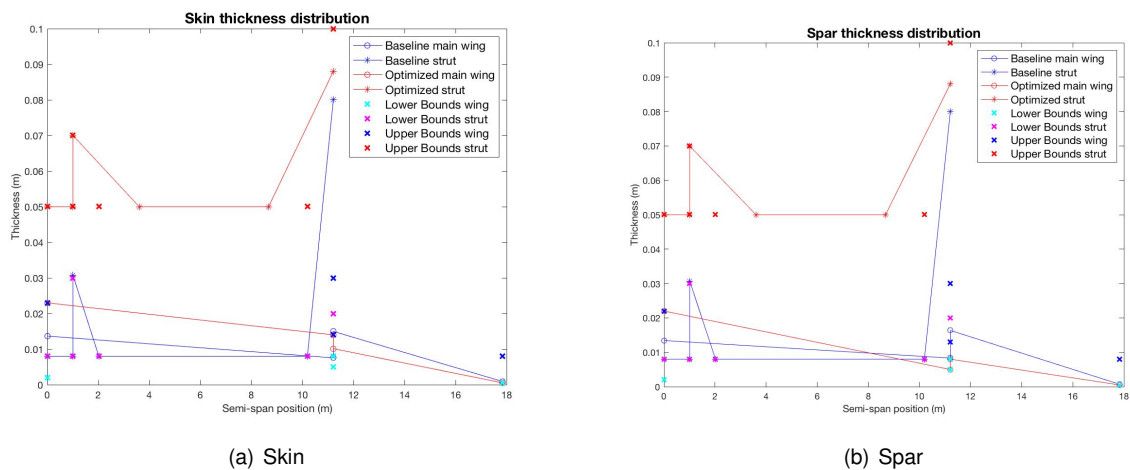 Skin thickness distribution
0.1
0.09
0.08
0.07
0.06
0.05
0.04
0.03
0.02
0.01
0
Thickness (m)
0 2 4 6 8 10 12 14 16 18
Semi-span position (m)
Baseline main wing
Baseline strut
Optimized main wing
Optimized strut
Lower Bounds wing
Lower Bounds strut
Upper Bounds wing
Upper Bounds strut
(a) Skin
Spar thickness distribution
0.1
0.09
0.08
0.07
0.06
0.05
0.04
0.03
0.02
0.01
0
Thickness (m)
0 2 4 6 8 10 12 14 16 18
Semi-span position (m)
Baseline main wing
Baseline strut
Optimized main wing
Optimized strut
Lower Bounds wing
Lower Bounds strut
Upper Bounds wing
Upper Bounds strut
(b) Spar